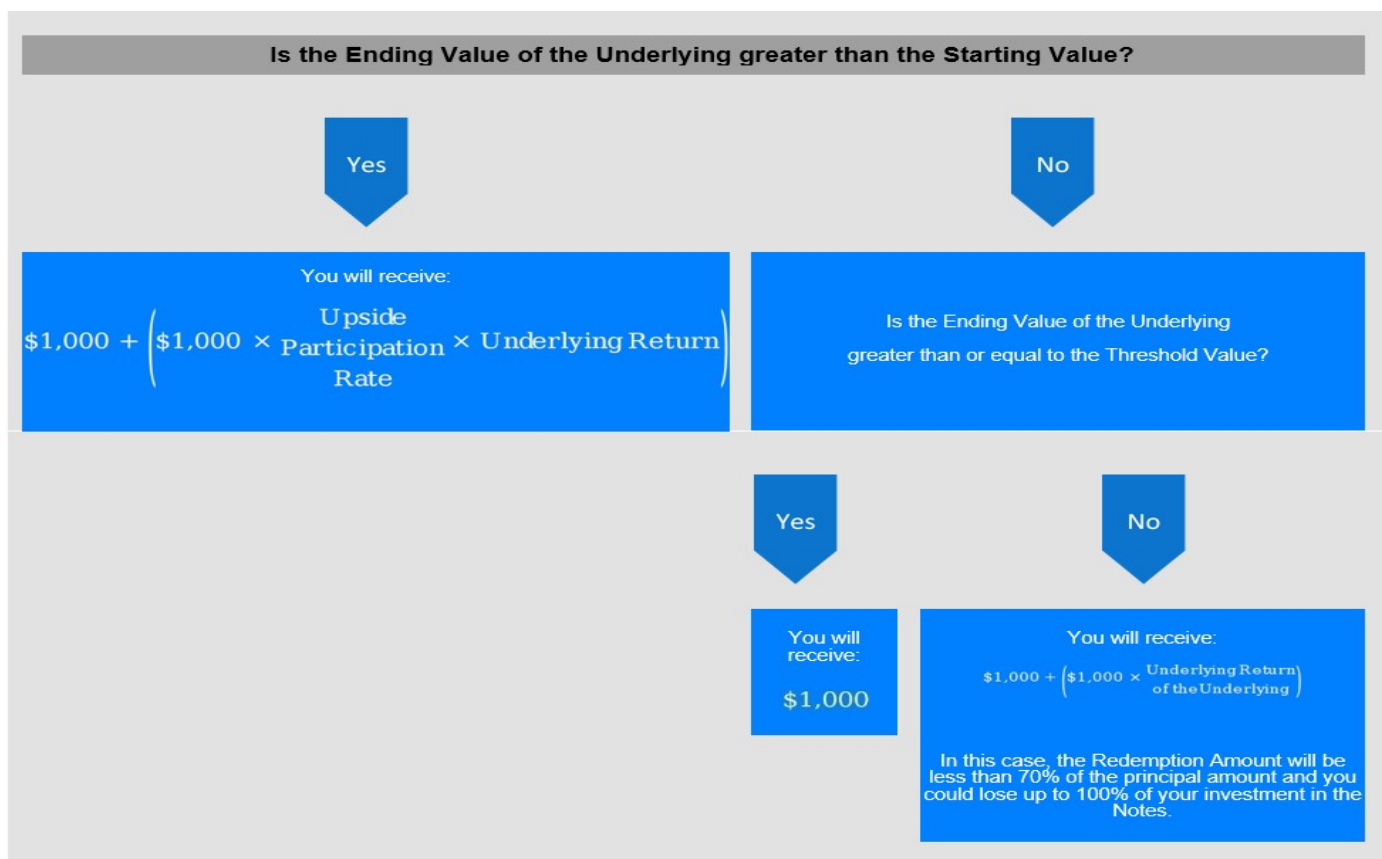 Is the Ending Value of the Underlying greater than the Starting Value?
Yes
No
You will receive:
$1,000 + ($1,000 × Upside Participation Rate × Underlying Return)
Is the Ending Value of the Underlying
greater than or equal to the Threshold Value?
Yes
No
You will
receive:
$1,000
You will receive:
$1,000 + ($1,000 × Underlying Return of the Underlying)
In this case, the Redemption Amount will be
less than 70% of the principal amount and you
could lose up to 100% of your investment in the
Notes.